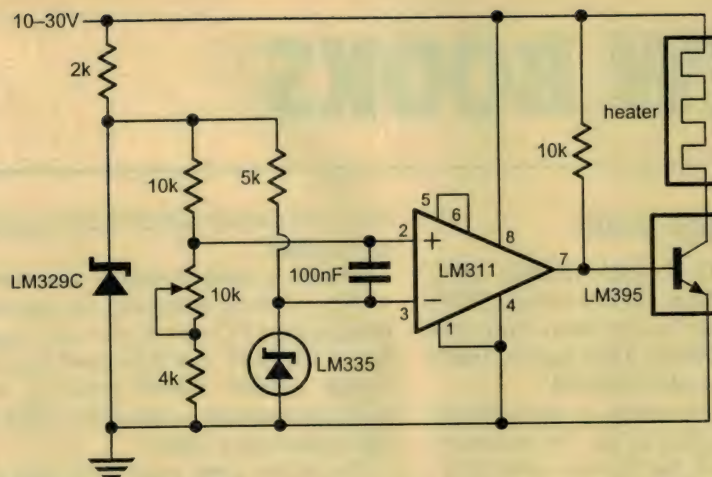 10–30V
2k
heater
10k
5k
10k
5
6
2
+
8
LM329C
10k
100nF
LM311
7
LM395
−
3
4
1
LM335
4k